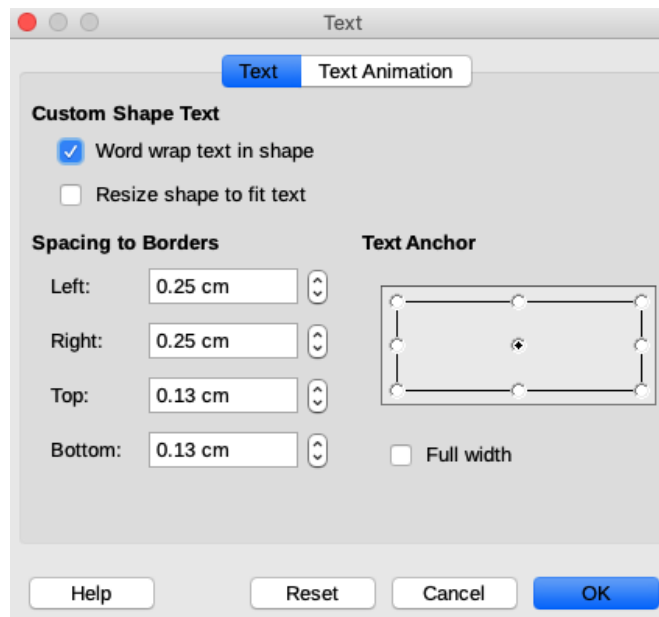 Text
Text Text Animation
Custom Shape Text
Word wrap text in shape
Resize shape to fit text
Spacing to Borders Text Anchor
Left: 0.25 cm
Right: 0.25 cm
Top: 0.13 cm
Bottom: 0.13 cm Full width
Help Reset Cancel OK